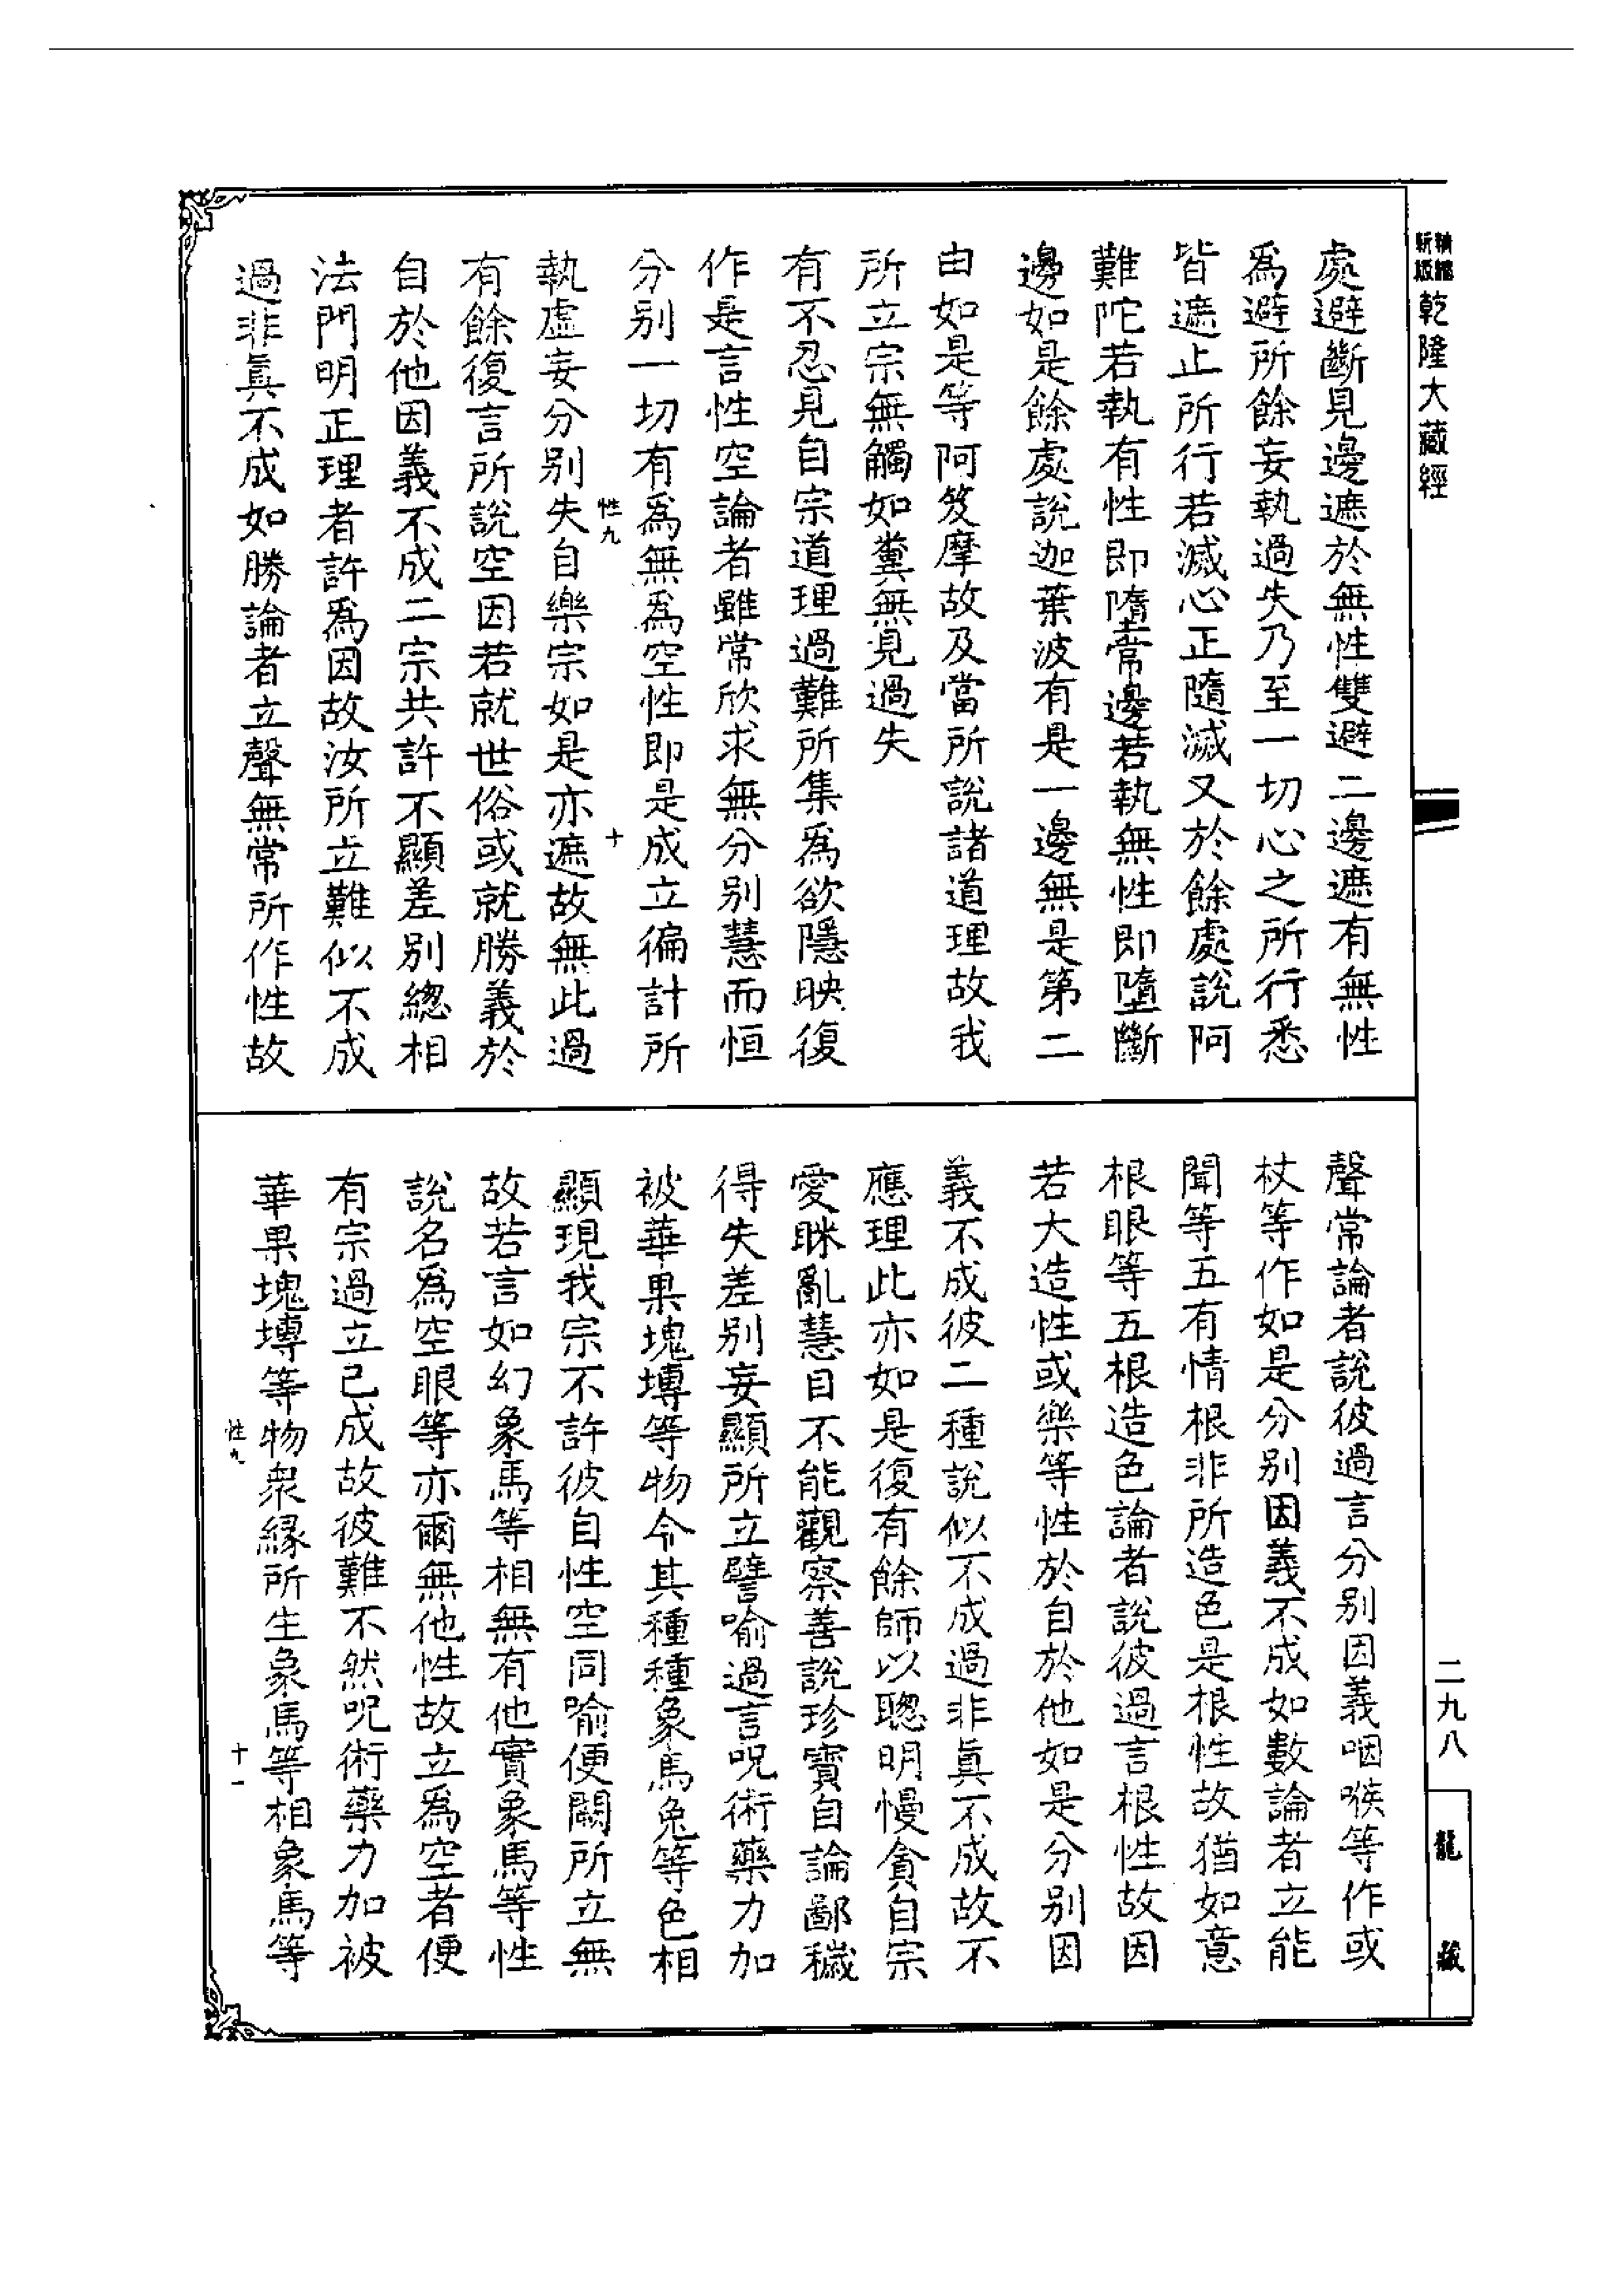 精繕新版乾隆大藏經
處避斷見邊遮於無性雙避二邊遮有無性
爲避所餘妄執過失乃至一切心之所行悉
皆遮止所行若滅心正隨滅又於餘處說阿
難陀若執有性即墮常邊若執無性即墮斷
邊如是餘處說迦葉波有是一邊無是第二
由如是等阿笈摩故及當所說諸道理故我
所立宗無觸如糞無見過失
有不忍見自宗道理過難所集爲欲隱映復
作是言性空論者雖常欣求無分別慧而恒
分別一切有爲無爲空性即是成立徧計所
性九 十
執虛妄分別失自樂宗如是亦遮故無此過
有餘復言所說空因若就世俗或就勝義於
自於他因義不成二宗共許不顯差別總相
法門明正理者許爲因故汝所立難似不成
過非眞不成如勝論者立聲無常所作性故
聲常論者說彼過言分別因義咽喉等作或
杖等作如是分別因義不成如數論者立能
聞等五有情根非所造色是根性故猶如意
根眼等五根造色論者說彼過言根性故因
若大造性或樂等性於自於他如是分別因
義不成彼二種說似不成過非眞不成故不
應理此亦如是復有餘師以聰明慢貪自宗
愛眯亂慧目不能觀察善說珍寶自論鄙穢
得失差別妄顯所立譬喻過言呪術藥力加
被華果塊塼等物令其種種象馬兔等色相
顯現我宗不許彼自性空同喻便闕所立無
故若言如幻象馬等相無有他實象馬等性
說名爲空眼等亦爾無他性故立爲空者便
有宗過立已成故彼難不然呪術藥力加被
華果塊塼等物衆緣所生象馬等相象馬等
性九 十一
二九八
龍藏